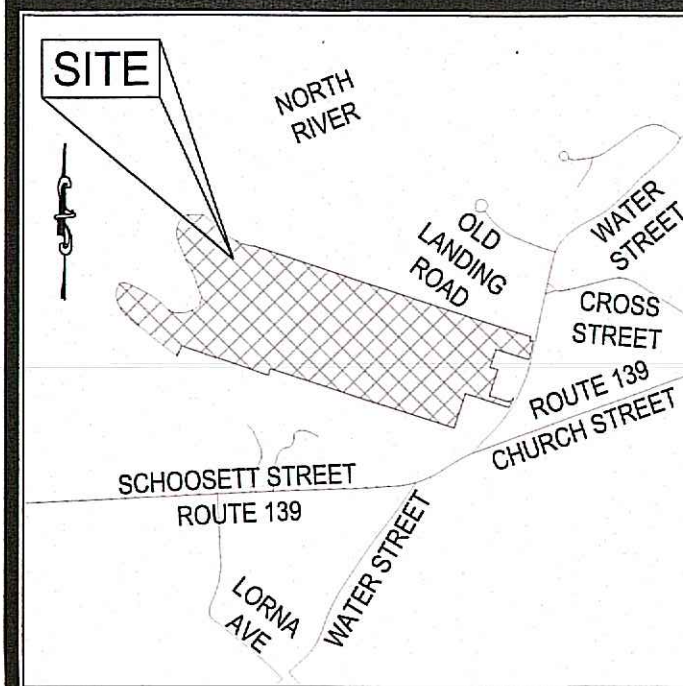 SITE
NORTH
RIVER
OLD
LANDING
ROAD
WATER
STREET
CROSS
STREET
ROUTE 139
CHURCH STREET
SCHOOSETT STREET
ROUTE 139
WATER STREET
LORNA
AVE